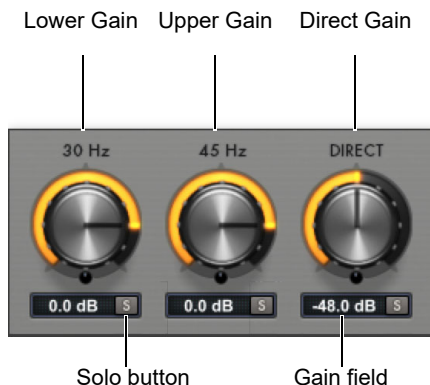 Lower Gain Upper Gain Direct Gain
30 Hz 45 Hz DIRECT
0.0 dB S 0.0 dB S -48.0 dB S
Solo button Gain field